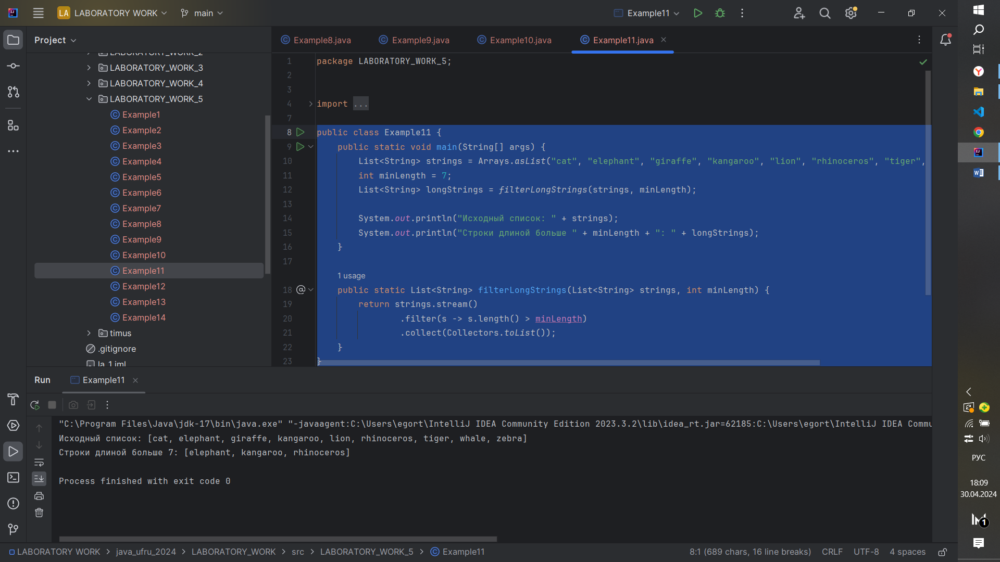 LA LABORATORY WORK main Example11
Project
Example8.java Example9.java Example10.java Example11.java
LABORATORY_WORK_2
LABORATORY_WORK_3
LABORATORY_WORK_4
LABORATORY_WORK_5
Example1
Example2
Example3
Example4
Example5
Example6
Example7
Example8
Example9
Example10
Example11
Example12
Example13
Example14
timus
.gitignore
la_1.iml
1 package LABORATORY_WORK_5;
2
3
4 import ...
7
8 public class Example11 {
9 public static void main(String[] args) {
10 List<String> strings = Arrays.asList("cat", "elephant", "giraffe", "kangaroo", "lion", "rhinoceros", "tiger",
11 int minLength = 7;
12 List<String> longStrings = filterLongStrings(strings, minLength);
13
14 System.out.println("Исходный список: " + strings);
15 System.out.println("Строки длиной больше " + minLength + ": " + longStrings);
16 }
17
1 usage
18 public static List<String> filterLongStrings(List<String> strings, int minLength) {
19 return strings.stream()
20 .filter(s -> s.length() > minLength)
21 .collect(Collectors.toList());
22 }
23 }
Run Example11
"C:\Program Files\Java\jdk-17\bin\java.exe" "-javaagent:C:\Users\egort\IntelliJ IDEA Community Edition 2023.3.2\lib\idea_rt.jar=62185:C:\Users\egort\IntelliJ IDEA Commu
Исходный список: [cat, elephant, giraffe, kangaroo, lion, rhinoceros, tiger, whale, zebra]
Строки длиной больше 7: [elephant, kangaroo, rhinoceros]
Process finished with exit code 0
LABORATORY WORK > java_ufru_2024 > LABORATORY_WORK > src > LABORATORY_WORK_5 > Example11
8:1 (689 chars, 16 line breaks) CRLF UTF-8 4 spaces
РУС
18:09
30.04.2024
1